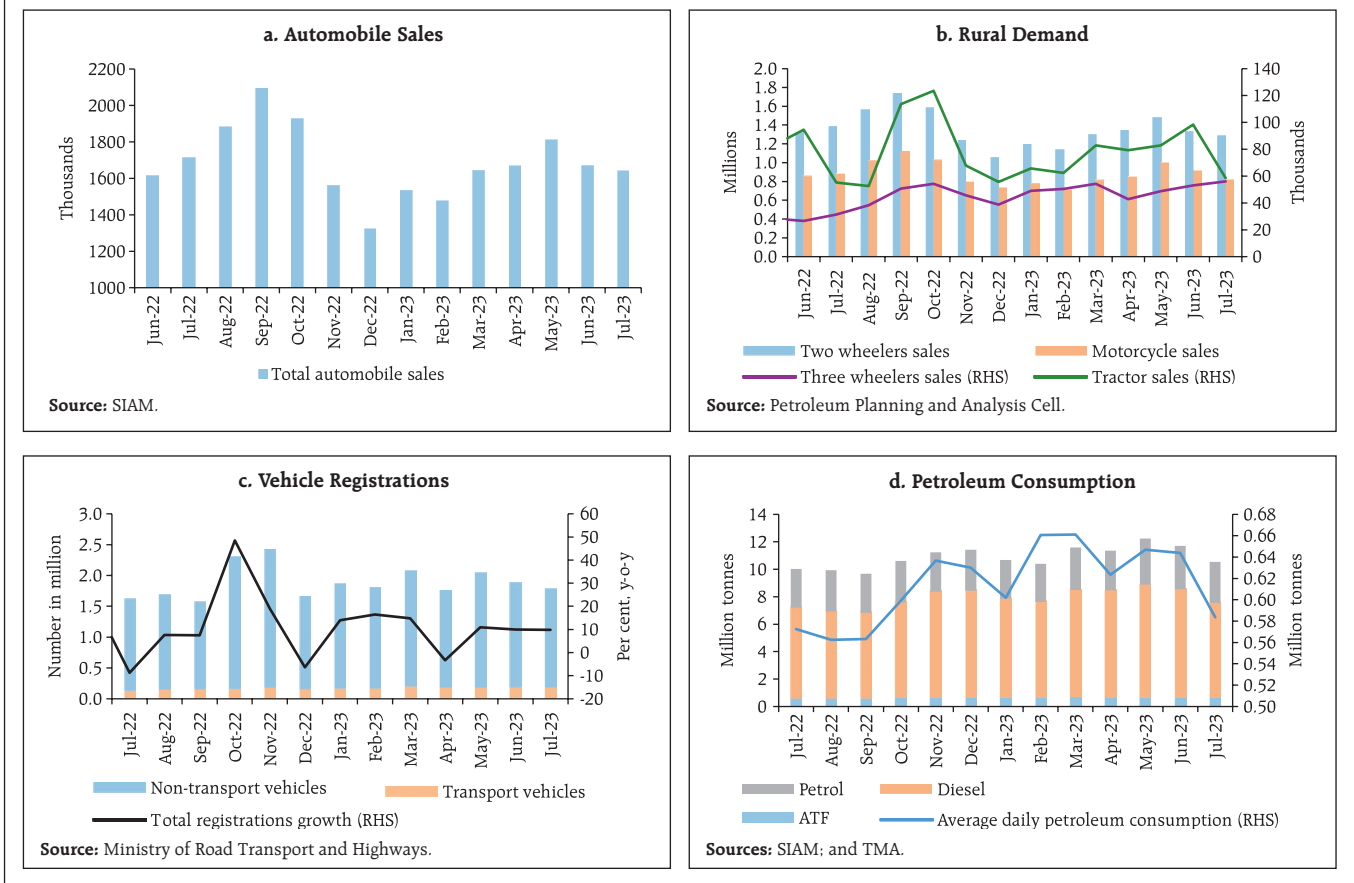 a. Automobile Sales
Thousands
2200
2000
1800
1600
1400
1200
1000
Jun-22
Jul-22
Aug-22
Sep-22
Oct-22
Nov-22
Dec-22
Jan-23
Feb-23
Mar-23
Apr-23
May-23
Jun-23
Jul-23
Total automobile sales
Source: SIAM.
b. Rural Demand
Millions
2.0
1.8
1.6
1.4
1.2
1.0
0.8
0.6
0.4
0.2
0.0
140
120
100
80
60
40
20
0
Thousands
Jun-22
Jul-22
Aug-22
Sep-22
Oct-22
Nov-22
Dec-22
Jan-23
Feb-23
Mar-23
Apr-23
May-23
Jun-23
Jul-23
Two wheelers sales
Motorcycle sales
Three wheelers sales (RHS)
Tractor sales (RHS)
Source: Petroleum Planning and Analysis Cell.
c. Vehicle Registrations
Number in million
3.0
2.5
2.0
1.5
1.0
0.5
0.0
60
50
40
30
20
10
0
-10
-20
Per cent, y-o-y
Jul-22
Aug-22
Sep-22
Oct-22
Nov-22
Dec-22
Jan-23
Feb-23
Mar-23
Apr-23
May-23
Jun-23
Jul-23
Non-transport vehicles
Transport vehicles
Total registrations growth (RHS)
Source: Ministry of Road Transport and Highways.
d. Petroleum Consumption
Million tonnes
14
12
10
8
6
4
2
0
0.68
0.66
0.64
0.62
0.60
0.58
0.56
0.54
0.52
0.50
Million tonnes
Jul-22
Aug-22
Sep-22
Oct-22
Nov-22
Dec-22
Jan-23
Feb-23
Mar-23
Apr-23
May-23
Jun-23
Jul-23
Petrol
Diesel
ATF
Average daily petroleum consumption (RHS)
Sources: SIAM; and TMA.